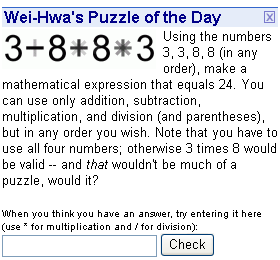 Wei-Hwa's Puzzle of the Day
3+8+8*3 Using the numbers
3, 3, 8, 8 (in any
order), make a
mathematical expression that equals 24. You
can use only addition, subtraction,
multiplication, and division (and parentheses),
but in any order you wish. Note that you have to
use all four numbers; otherwise 3 times 8 would
be valid -- and that wouldn't be much of a
puzzle, would it?
When you think you have an answer, try entering it here
(use * for multiplication and / for division):
Check